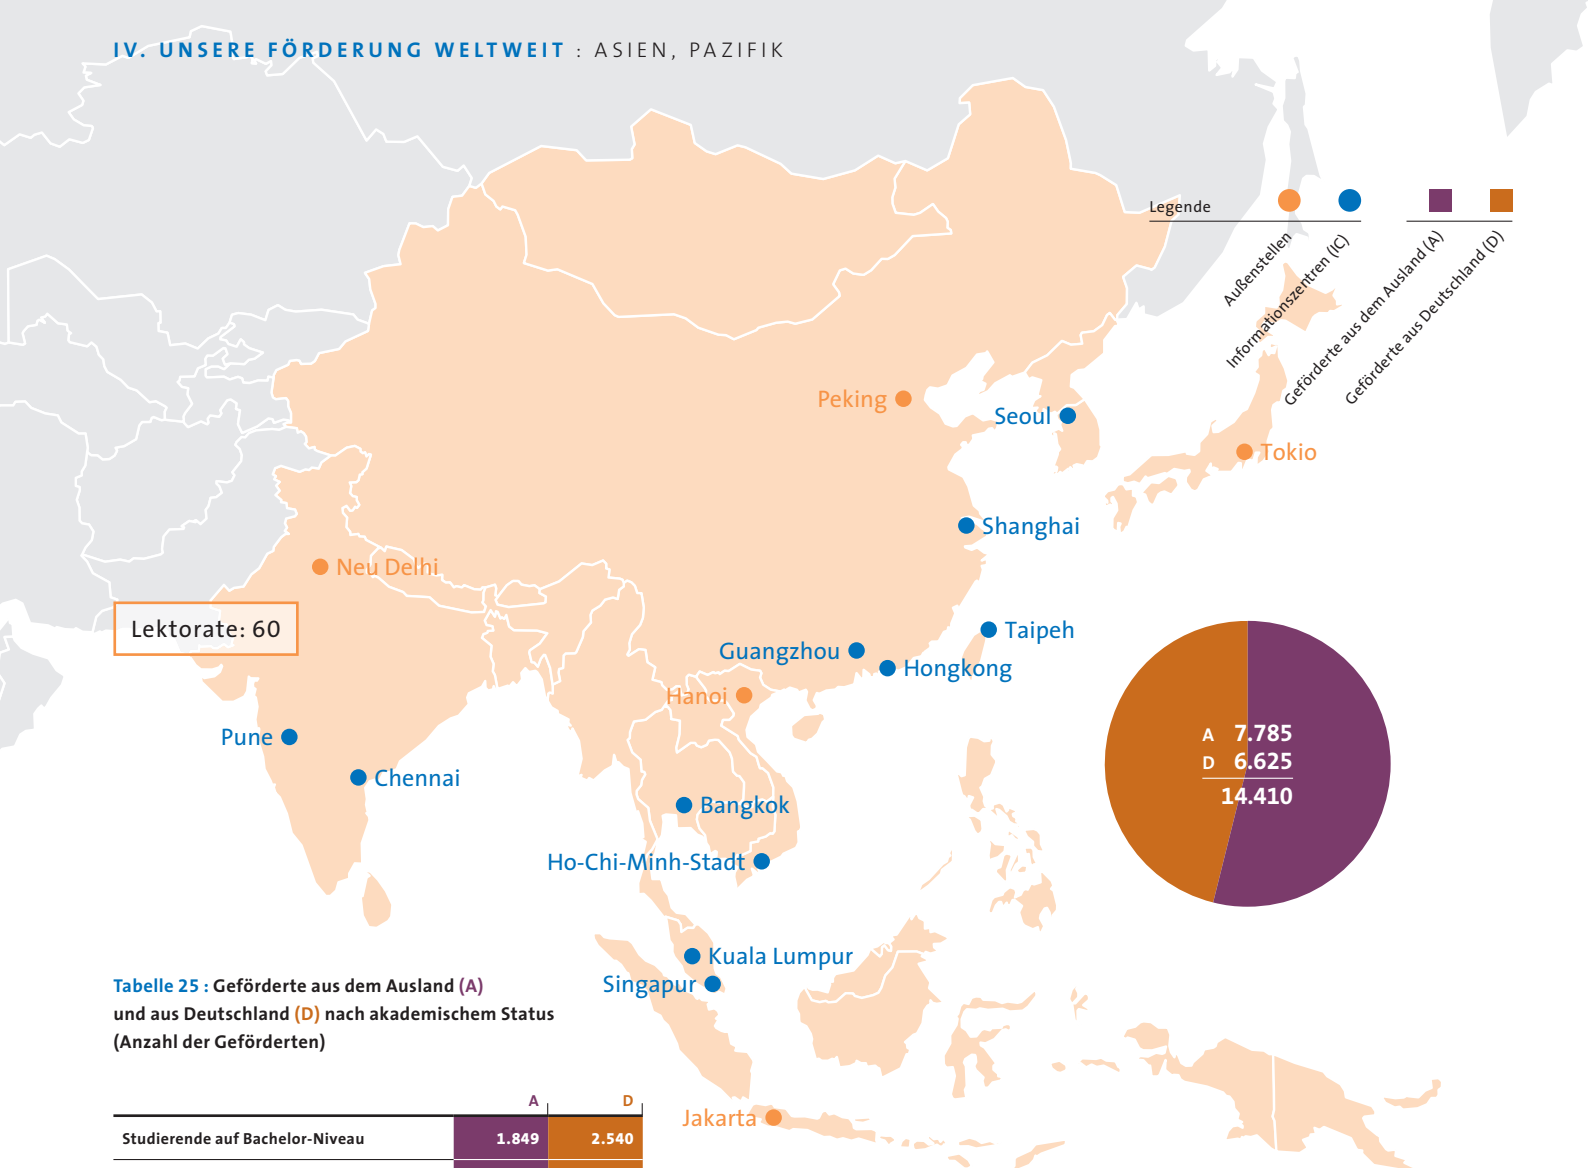 IV. UNSERE FÖRDERUNG WELTWEIT : ASIEN, PAZIFIK
Legende
Außenstellen
Informationszentren (IC)
Geförderte aus dem Ausland (A)
Geförderte aus Deutschland (D)
Peking
Seoul
Tokio
Shanghai
Neu Delhi
Lektorate: 60
Taipeh
Guangzhou
Hongkong
Hanoi
Pune
Chennai
Bangkok
Ho-Chi-Minh-Stadt
A 7.785
D 6.625
14.410
Kuala Lumpur
Singapur
Jakarta
Tabelle 25 : Geförderte aus dem Ausland (A)
und aus Deutschland (D) nach akademischem Status
(Anzahl der Geförderten)
A D
Studierende auf Bachelor-Niveau 1.849 2.540